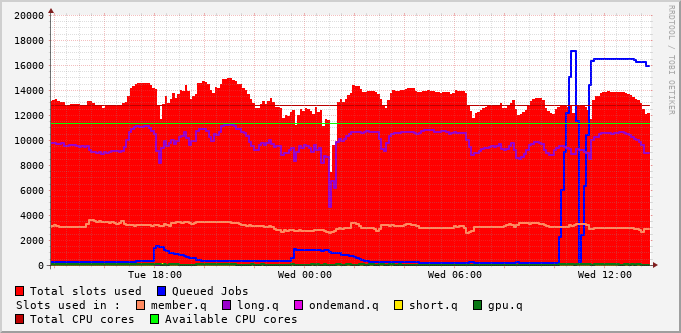 RRDTOOL / TOBI OETIKER
20000
18000
16000
14000
12000
10000
8000
6000
4000
2000
0
Tue 18:00 Wed 00:00 Wed 06:00 Wed 12:00
Total slots used Queued Jobs
Slots used in : member.q long.q ondemand.q short.q gpu.q
Total CPU cores Available CPU cores